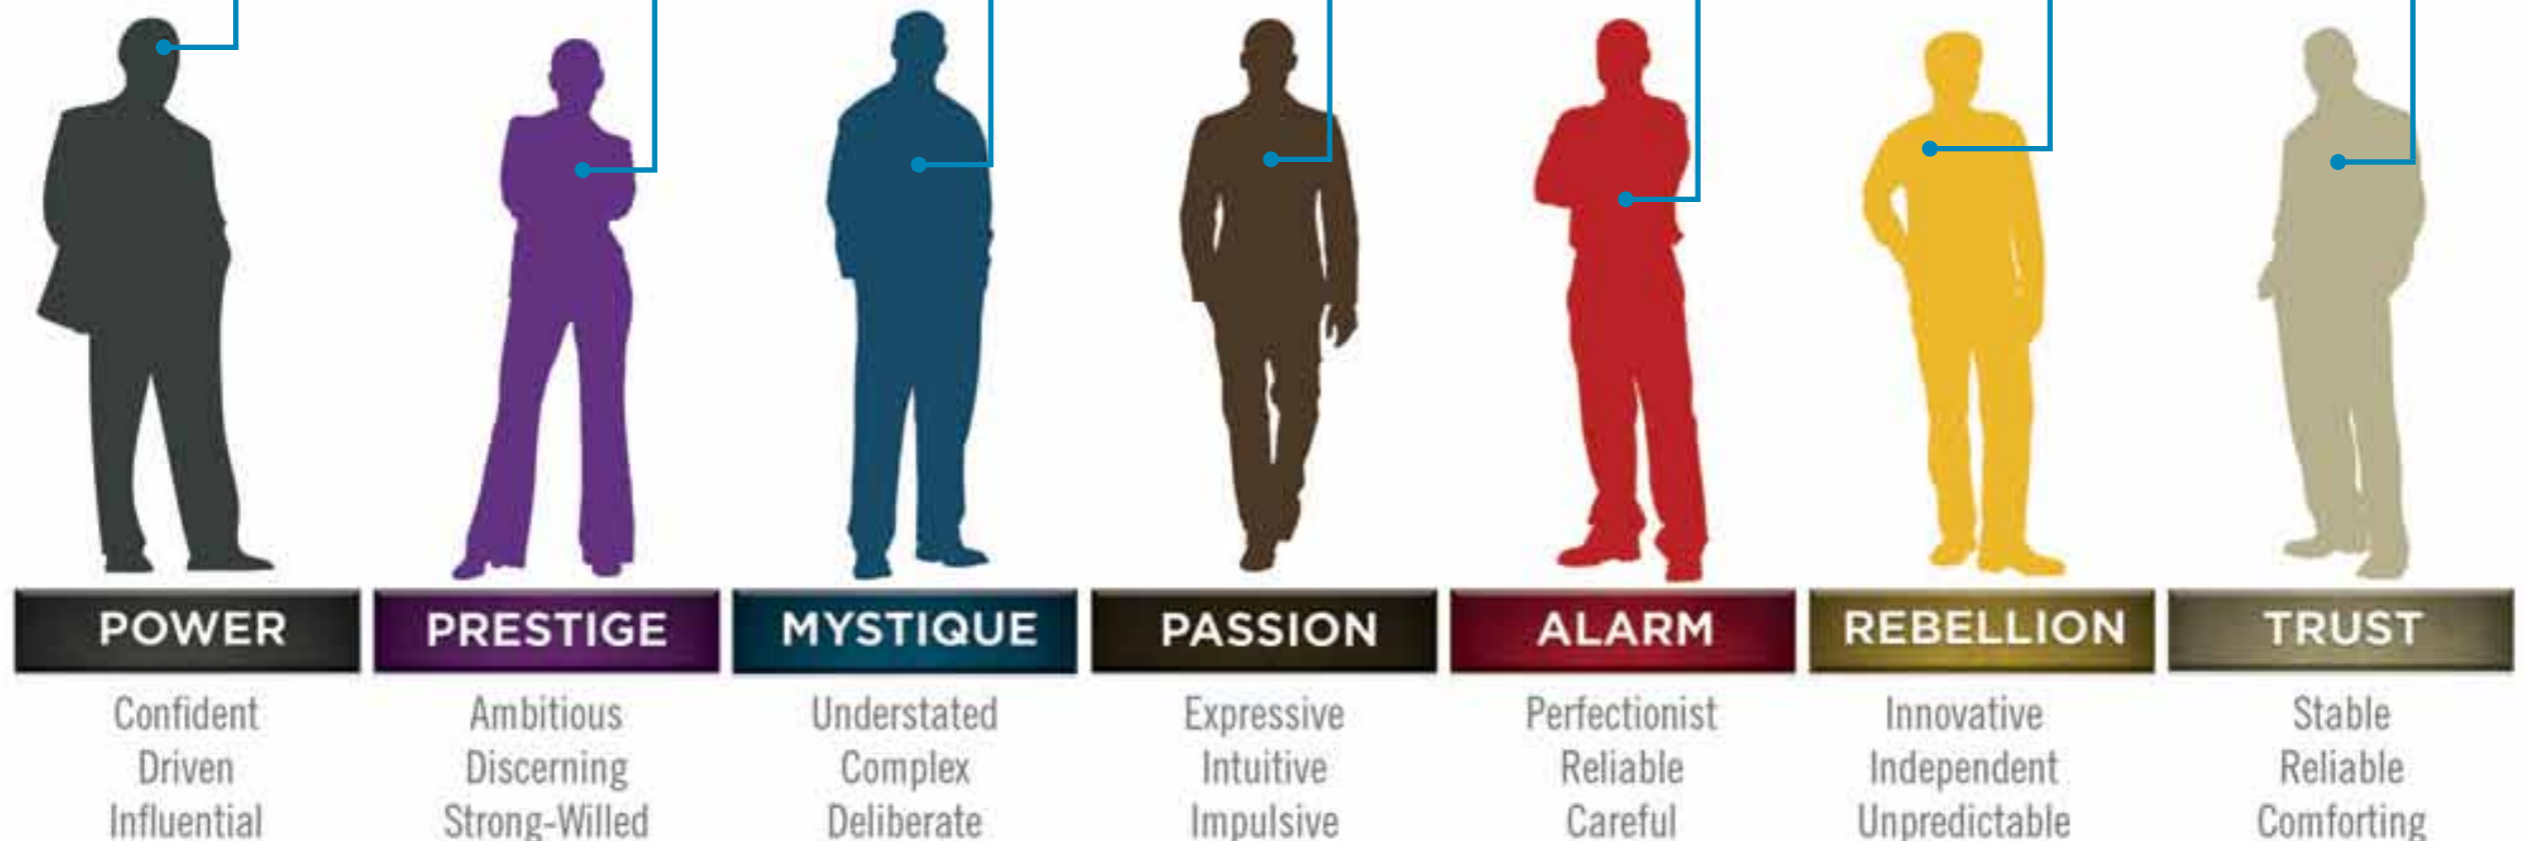 POWER
Confident
Driven
Influential
PRESTIGE
Ambitious
Discerning
Strong-Willed
MYSTIQUE
Understated
Complex
Deliberate
PASSION
Expressive
Intuitive
Impulsive
ALARM
Perfectionist
Reliable
Careful
REBELLION
Innovative
Independent
Unpredictable
TRUST
Stable
Reliable
Comforting